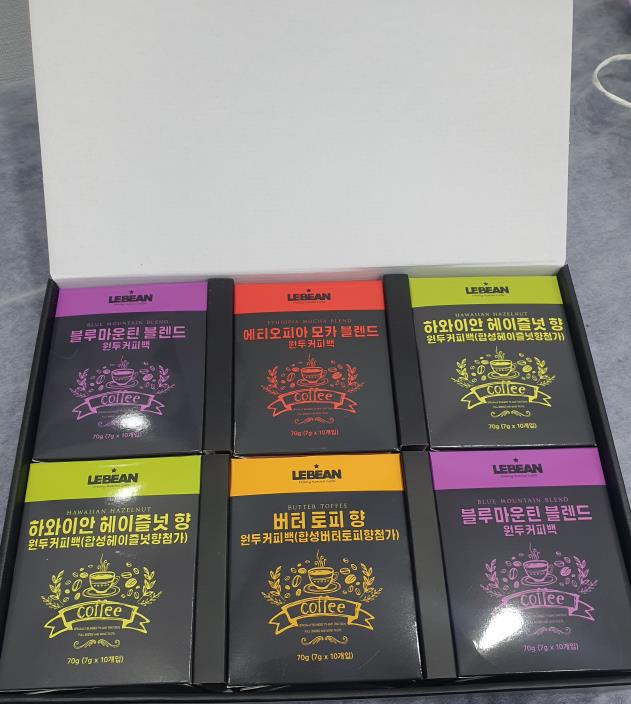 LEBEAN
BLUE MOUNTAIN BLEND
블루마운틴 블렌드
원두커피백
Coffee
70g (7g x 10개입)
LEBEAN
ETHIOPIA MOCHA BLEND
에티오피아 모카 블렌드
원두커피백
Coffee
70g (7g x 10개입)
LEBEAN
HAWAIIAN HAZELNUT
하와이안 헤이즐넛 향
원두커피백(합성헤이즐넛향첨가)
Coffee
70g (7g x 10개입)
LEBEAN
HAWAIIAN HAZELNUT
하와이안 헤이즐넛 향
원두커피백(합성헤이즐넛향첨가)
Coffee
70g (7g x 10개입)
LEBEAN
BUTTER TOFFEE
버터 토피 향
원두커피백(합성버터토피향첨가)
Coffee
70g (7g x 10개입)
LEBEAN
BLUE MOUNTAIN BLEND
블루마운틴 블렌드
원두커피백
Coffee
70g (7g x 10개입)